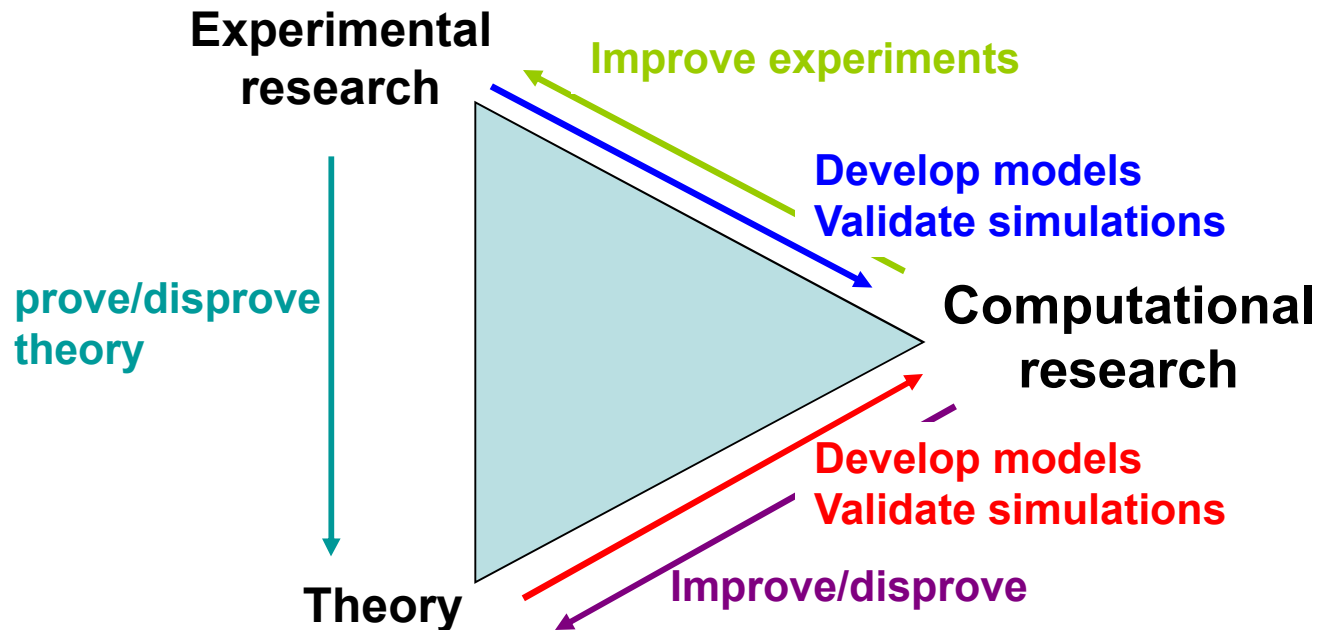 Experimental
research
Improve experiments
Develop models
Validate simulations
prove/disprove
theory
Computational
research
Develop models
Validate simulations
Improve/disprove
Theory